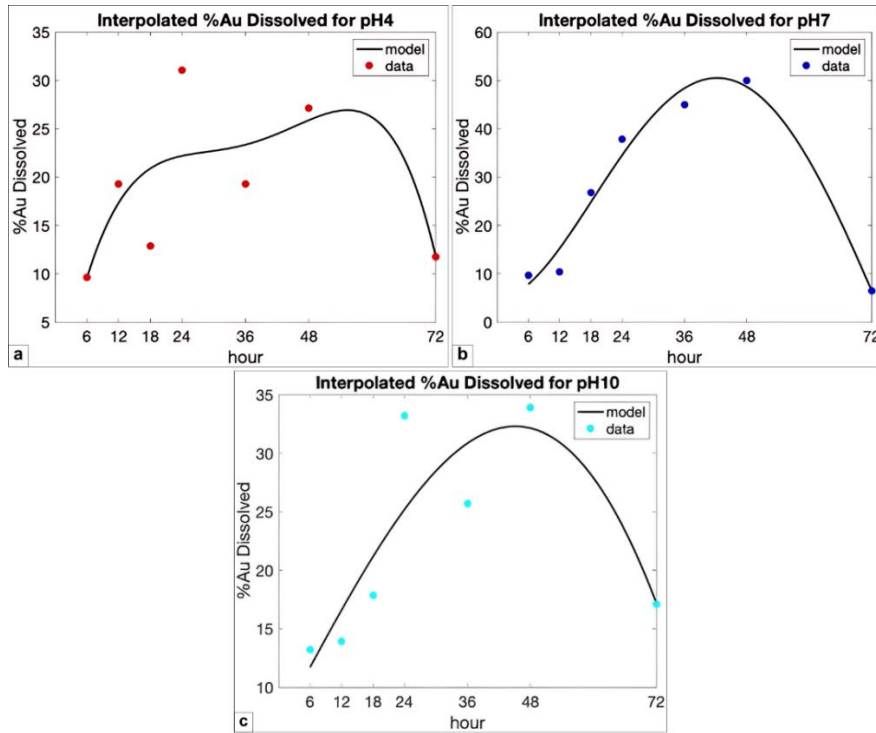 Interpolated %Au Dissolved for pH4
35
30
25
20
15
10
5
%Au Dissolved
model
data
6 12 18 24 36 48 72
hour
a
Interpolated %Au Dissolved for pH7
60
50
40
30
20
10
0
%Au Dissolved
model
data
6 12 18 24 36 48 72
hour
b
Interpolated %Au Dissolved for pH10
35
30
25
20
15
10
%Au Dissolved
model
data
6 12 18 24 36 48 72
hour
c